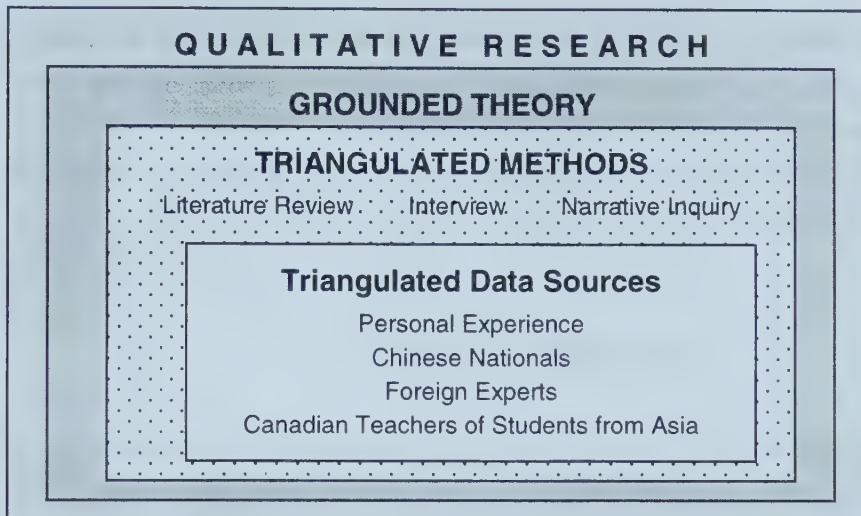 QUALITATIVE RESEARCH
GROUNDED THEORY
TRIANGULATED METHODS
Literature Review Interview Narrative Inquiry
Triangulated Data Sources
Personal Experience
Chinese Nationals
Foreign Experts
Canadian Teachers of Students from Asia